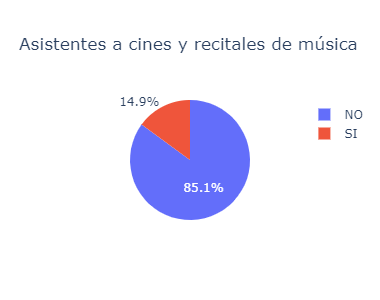 Asistentes a cines y recitales de música
14.9%
85.1%
NO
SI